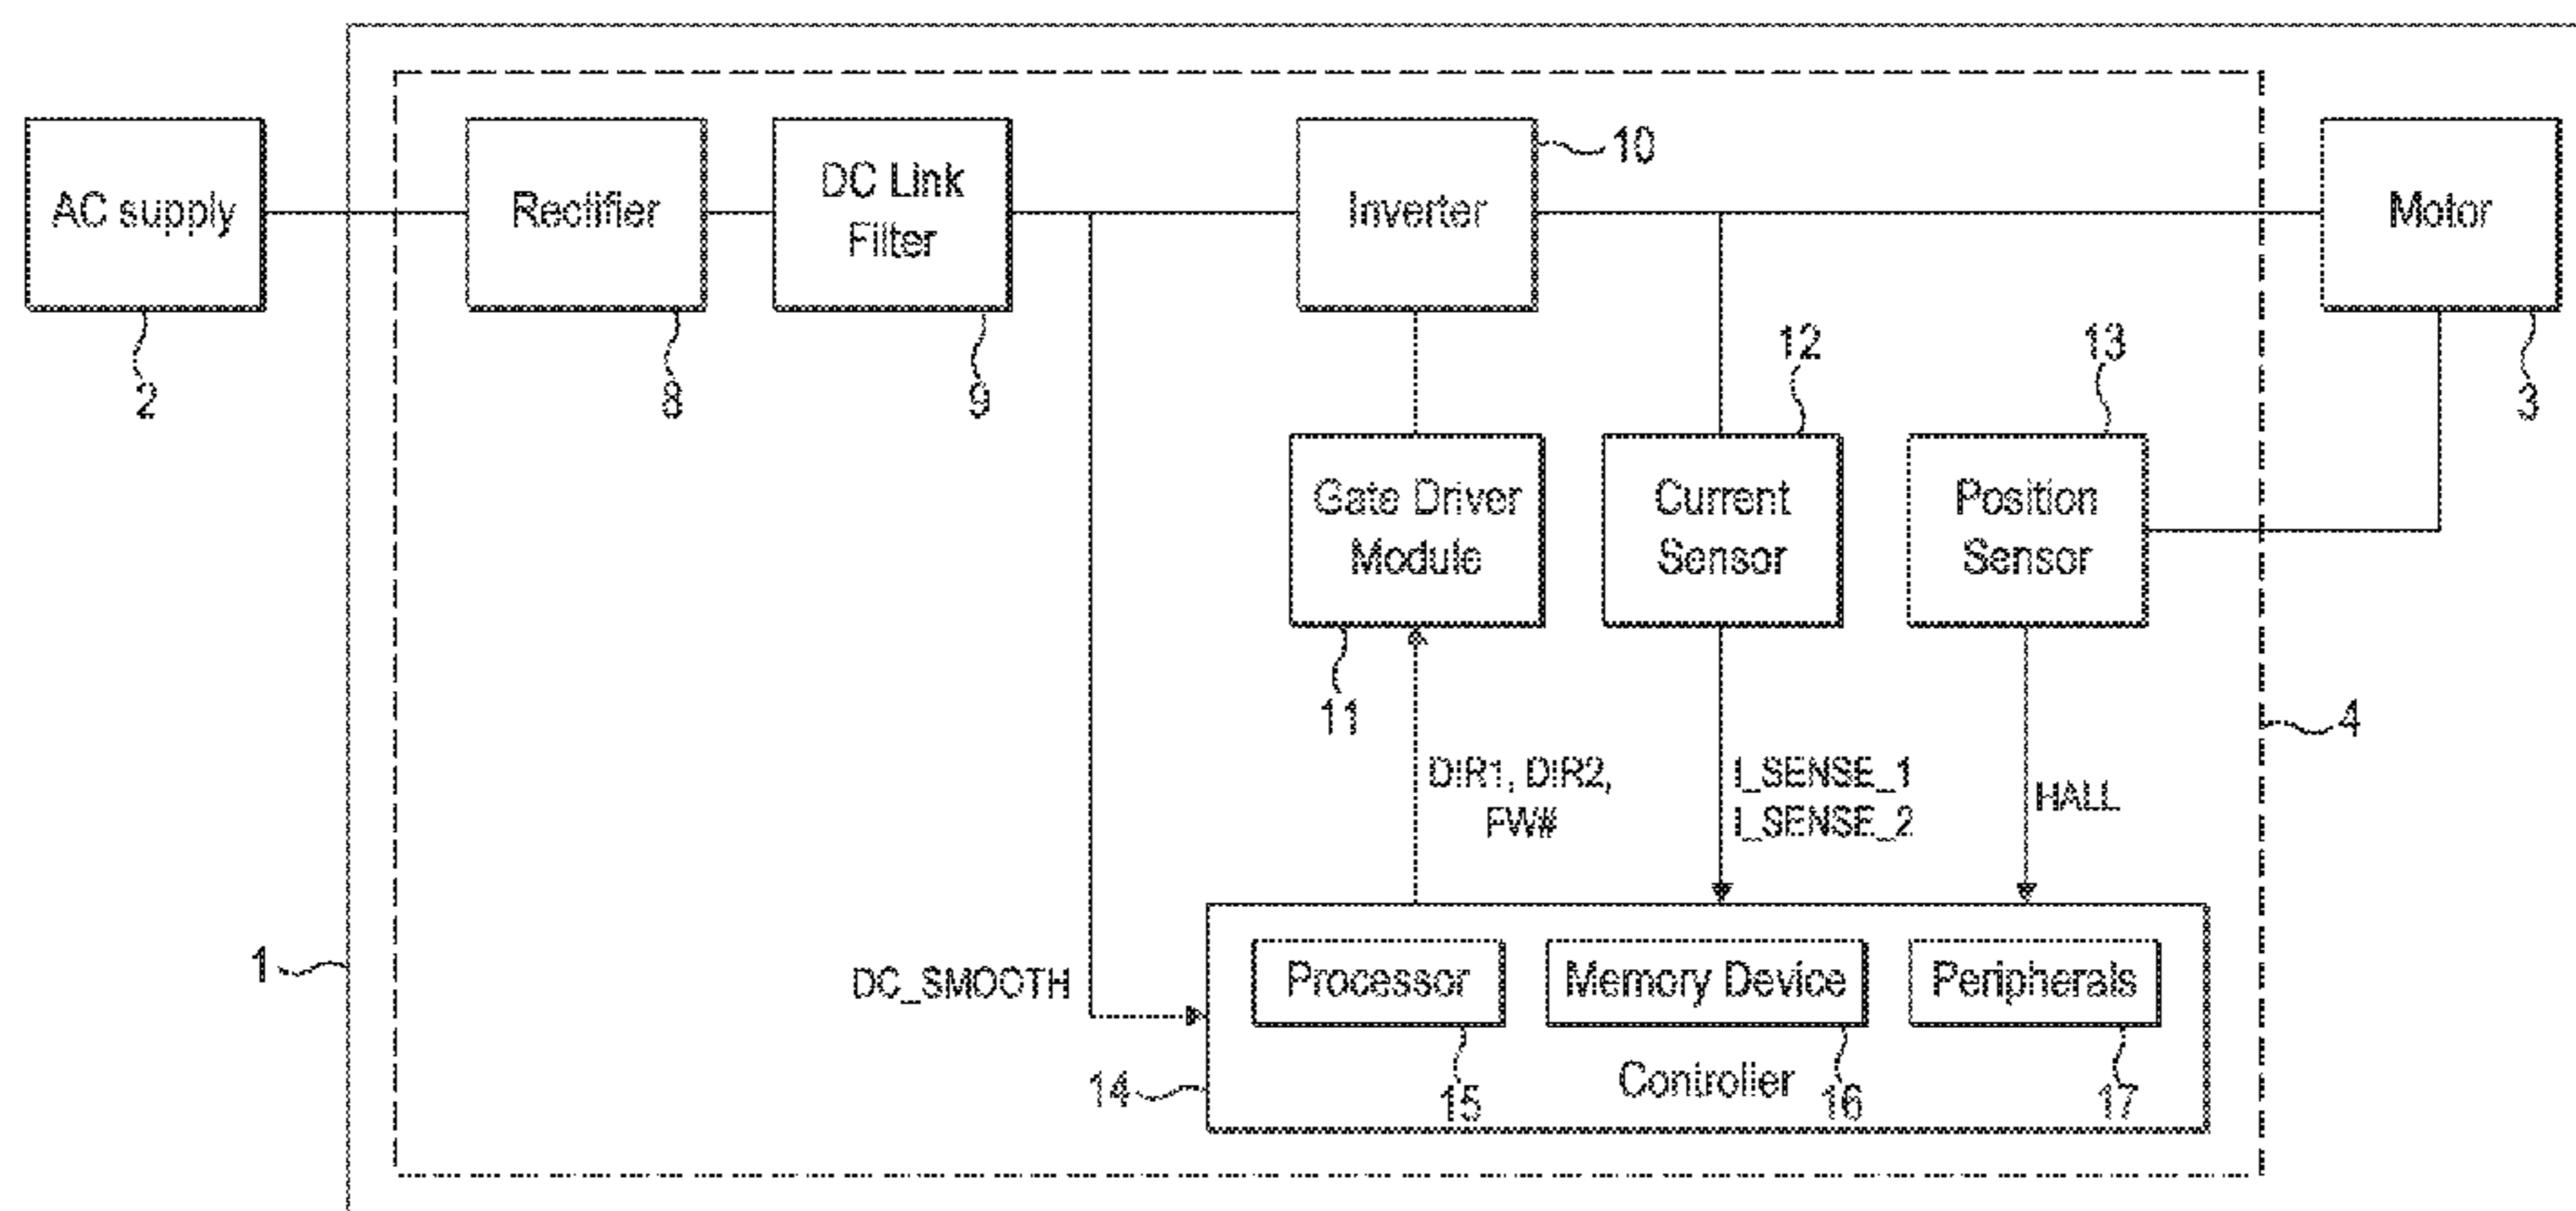 AC supply
2
Rectifier
8
DC Link
Filter
9
Inverter
10
Motor
3
Gate Driver
Module
11
Current
Sensor
12
Position
Sensor
13
4
DIR1, DIR2,
FW#
I_SENSE_1
I_SENSE_2
HALL
1
DC_SMOOTH
Processor
15
Memory Device
16
Peripherals
17
Controller
14